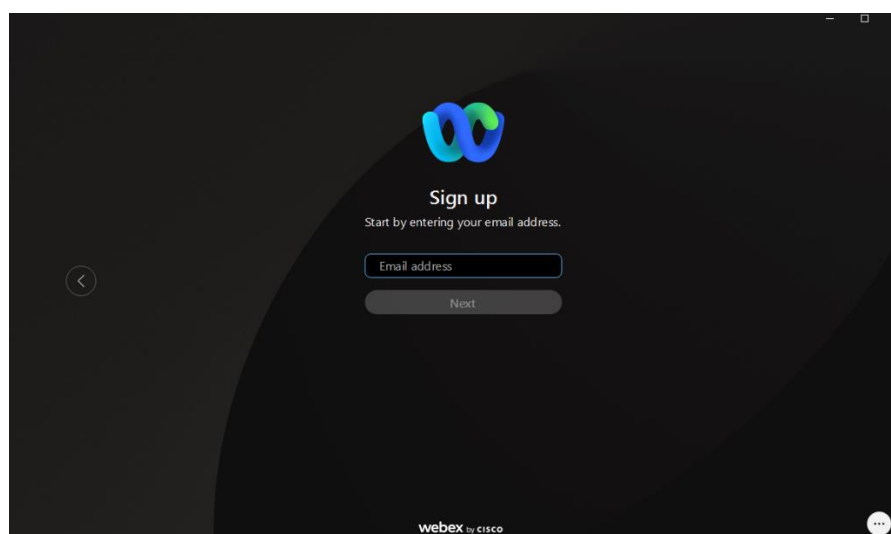 Sign up
Start by entering your email address.
Email address
Next
webex by CISCO